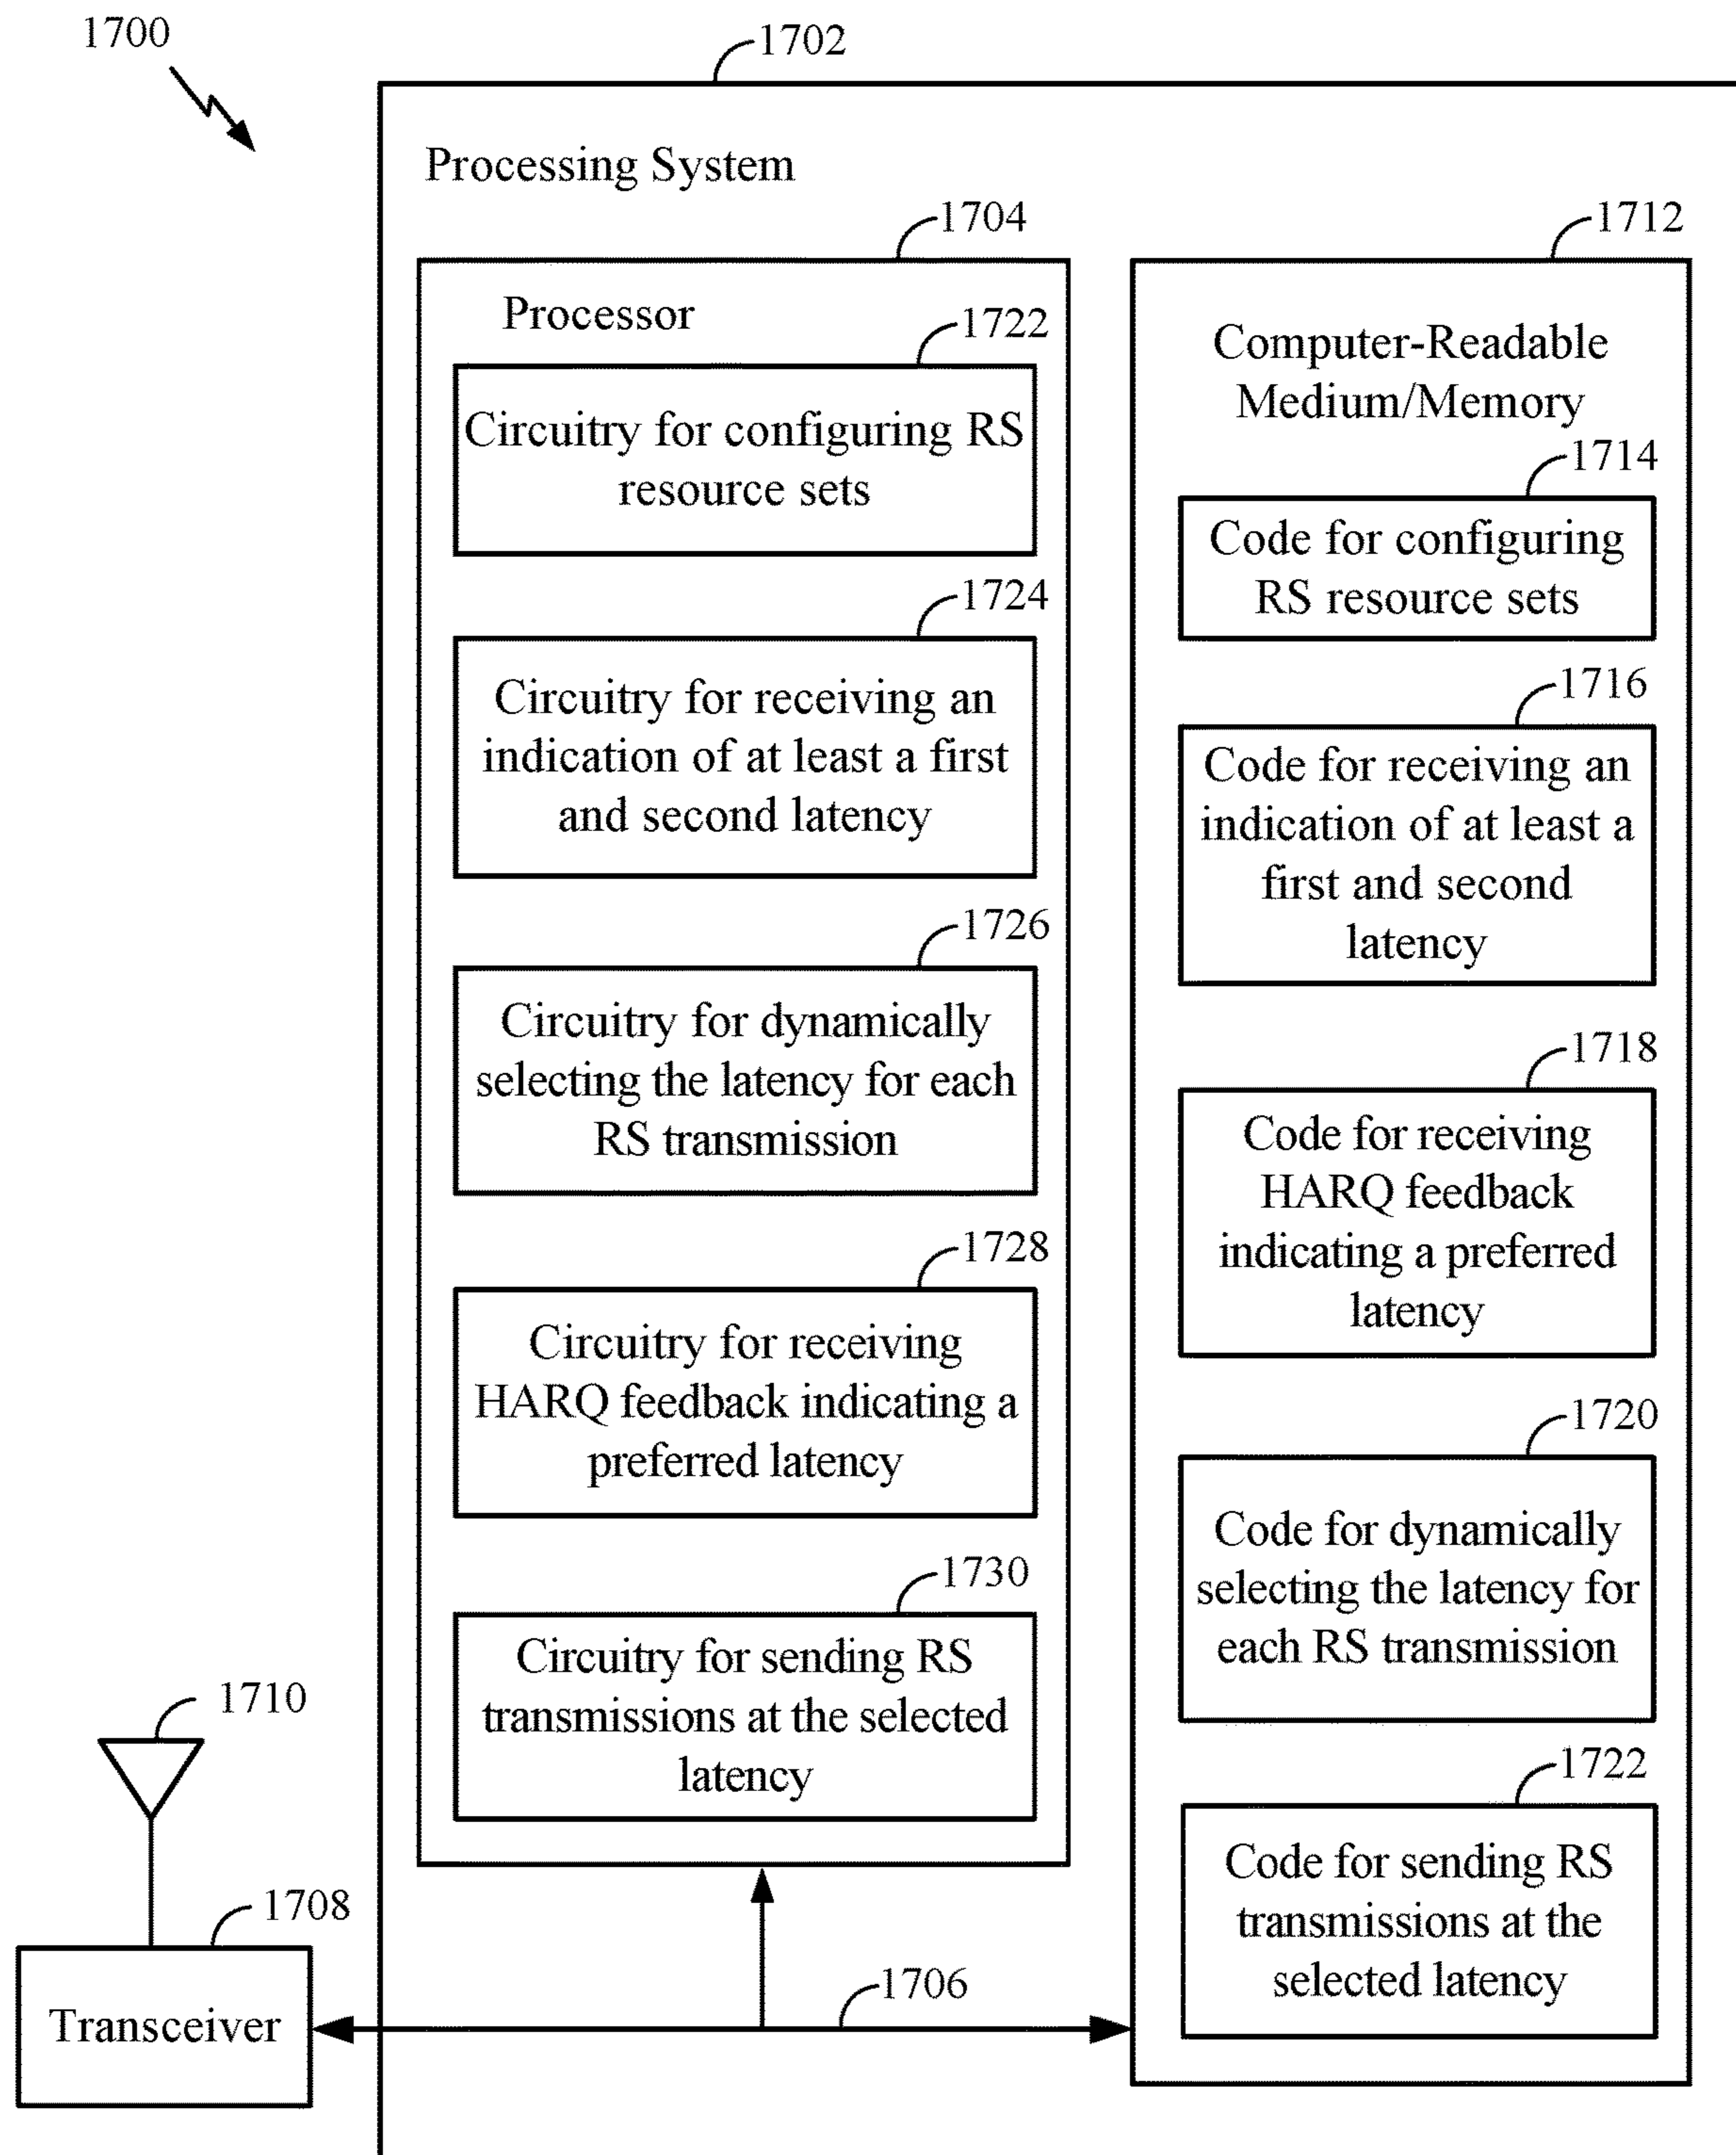 1700
1702
Processing System
1704
Processor
1722
Circuitry for configuring RS
resource sets
1724
Circuitry for receiving an
indication of at least a first
and second latency
1726
Circuitry for dynamically
selecting the latency for each
RS transmission
1728
Circuitry for receiving
HARQ feedback indicating a
preferred latency
1730
Circuitry for sending RS
transmissions at the selected
latency
1712
Computer-Readable
Medium/Memory
1714
Code for configuring
RS resource sets
1716
Code for receiving an
indication of at least a
first and second
latency
1718
Code for receiving
HARQ feedback
indicating a preferred
latency
1720
Code for dynamically
selecting the latency for
each RS transmission
1722
Code for sending RS
transmissions at the
selected latency
1710
1708
Transceiver
1706